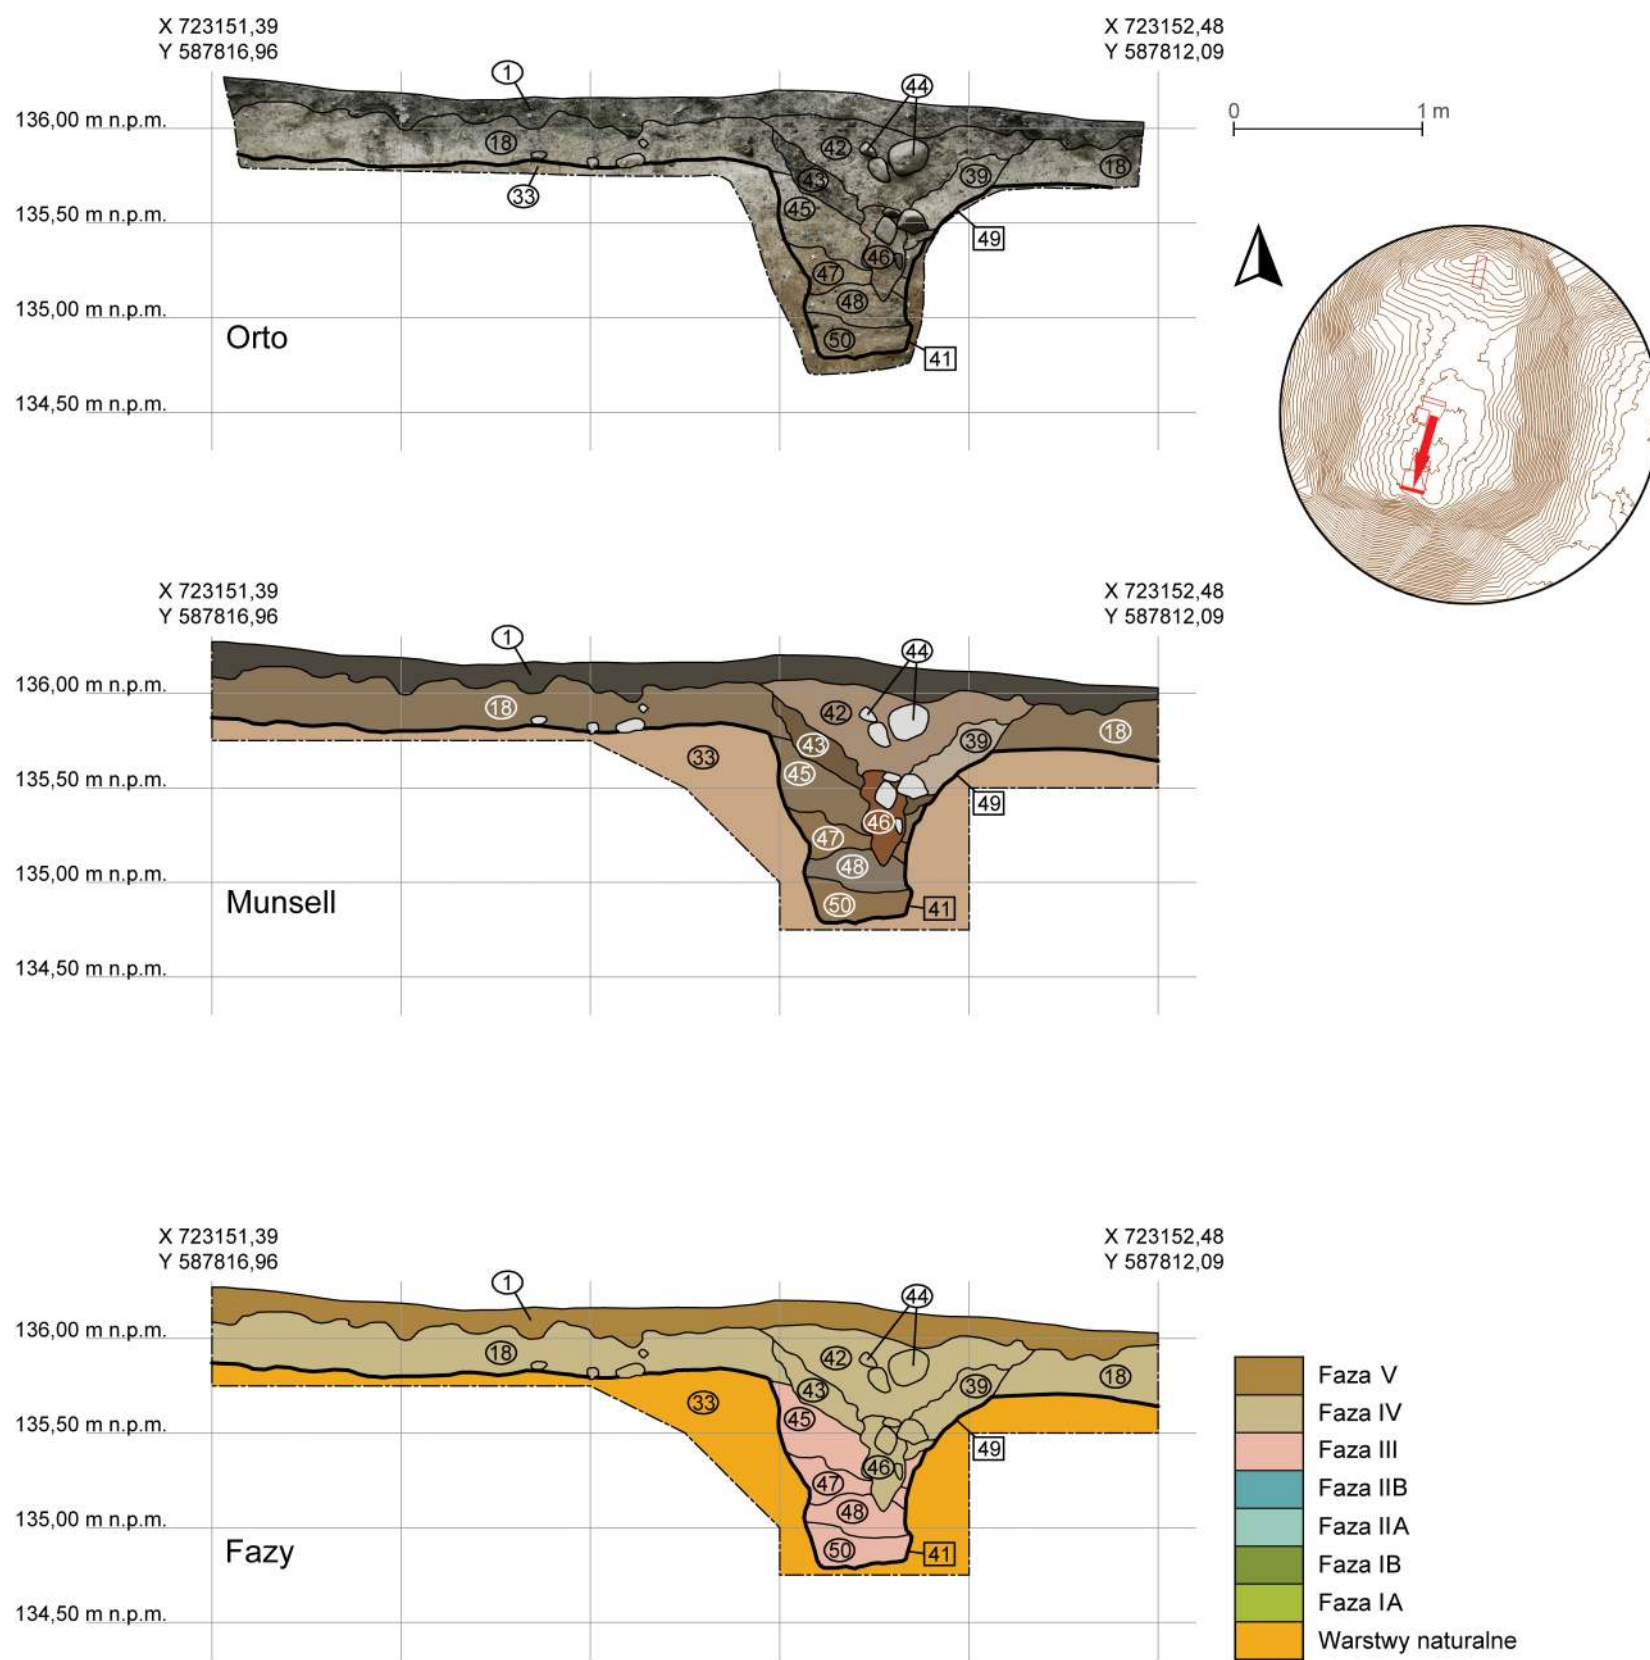 X 723151,39
Y 587816,96
X 723152,48
Y 587812,09
1
44
136,00 m n.p.m.
18
42
18
43
39
33
135,50 m n.p.m.
45
49
46
47
48
135,00 m n.p.m.
Orto
50
41
134,50 m n.p.m.
0 1 m
X 723151,39
Y 587816,96
X 723152,48
Y 587812,09
1
44
136,00 m n.p.m.
18
42
18
43
39
33
45
135,50 m n.p.m.
49
46
47
48
135,00 m n.p.m.
Munsell
50
41
134,50 m n.p.m.
X 723151,39
Y 587816,96
X 723152,48
Y 587812,09
1
44
136,00 m n.p.m.
18
42
18
43
39
33
45
135,50 m n.p.m.
49
46
47
48
135,00 m n.p.m.
Fazy
50
41
134,50 m n.p.m.
Faza V
Faza IV
Faza III
Faza IIB
Faza IIA
Faza IB
Faza IA
Warstwy naturalne